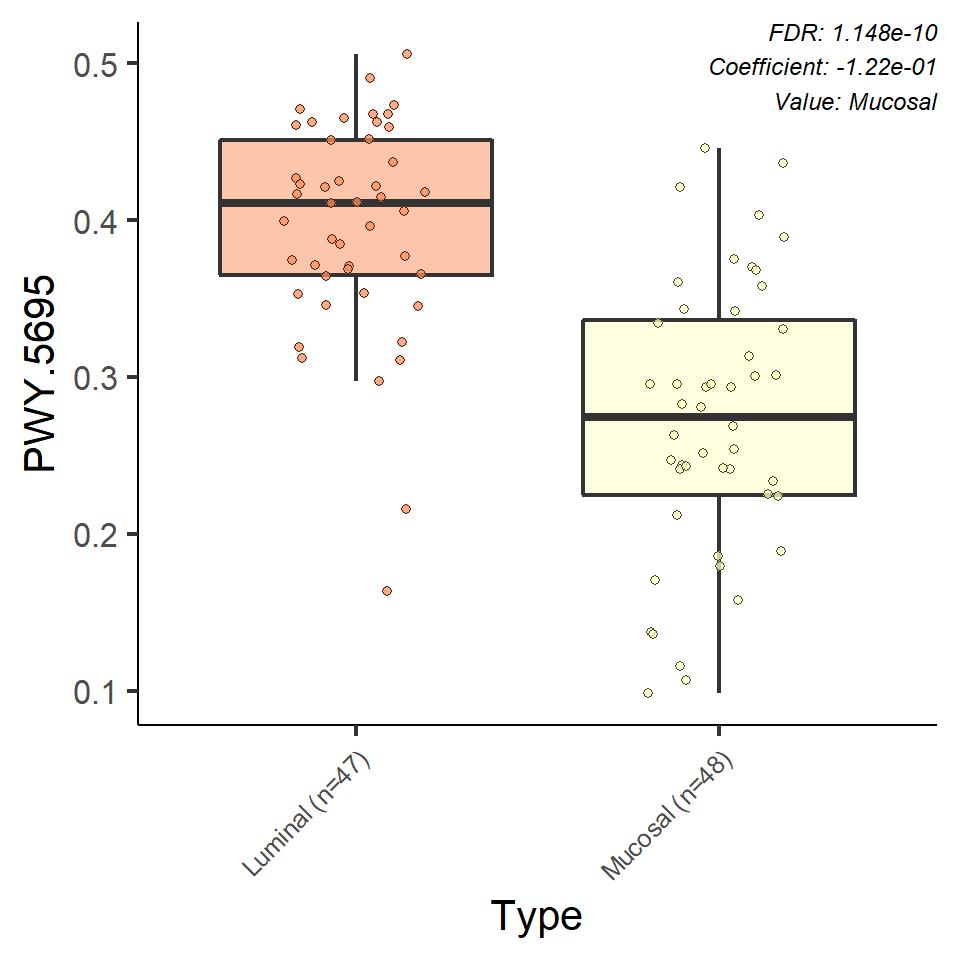 FDR: 1.148e-10
Coefficient: -1.22e-01
Value: Mucosal
PWY.5695
0.5
0.4
0.3
0.2
0.1
Luminal (n=47)
Mucosal (n=48)
Type